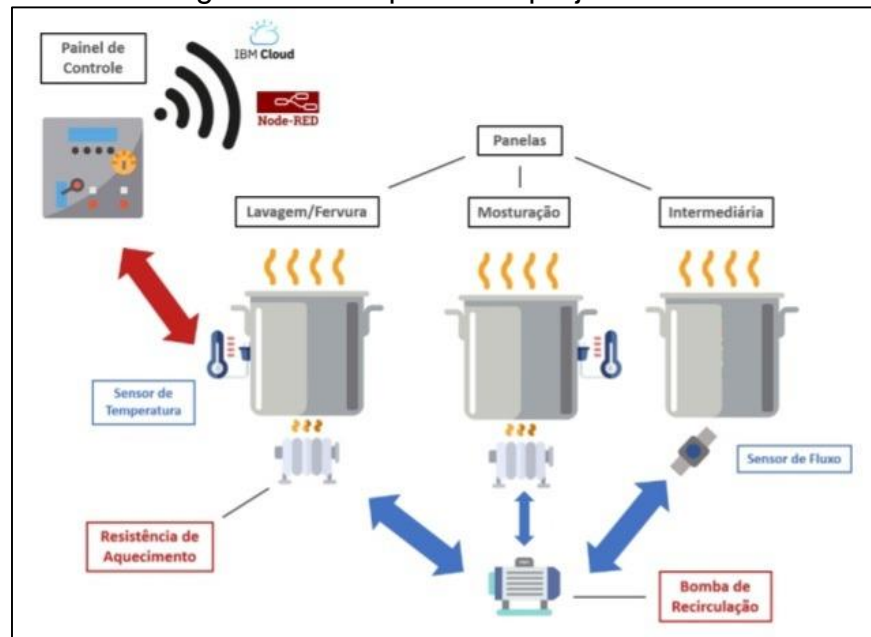 Painel de
Controle
IBM Cloud
Node-RED
Panelas
Lavagem/Fervura
Mosturação
Intermediária
Sensor de
Temperatura
Sensor de Fluxo
Resistência de
Aquecimento
Bomba de
Recirculação